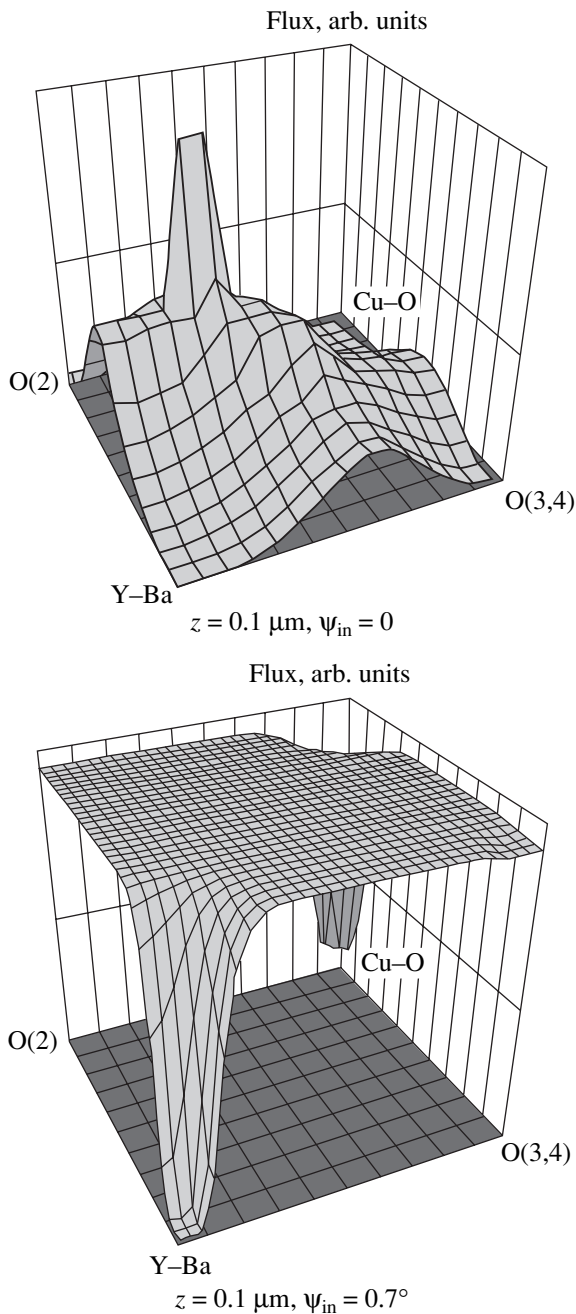 Flux, arb. units
Cu–O
O(2)
O(3,4)
Y–Ba
z = 0.1 μm, ψin = 0
Flux, arb. units
Cu–O
O(2)
O(3,4)
Y–Ba
z = 0.1 μm, ψin = 0.7°